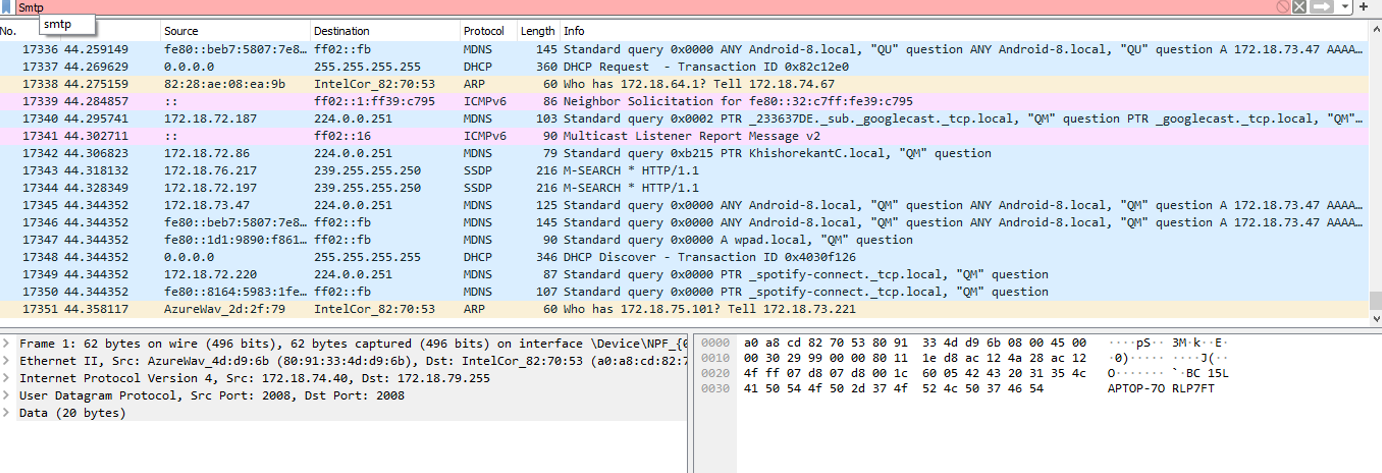 Smtp
smtp
No. Source Destination Protocol Length Info
17336 44.259149 fe80::beb7:5807:7e8… ff02::fb MDNS 145 Standard query 0x0000 ANY Android-8.local, "QU" question ANY Android-8.local, "QU" question A 172.18.73.47 AAAA…
17337 44.269629 0.0.0.0 255.255.255.255 DHCP 360 DHCP Request - Transaction ID 0x82c12e0
17338 44.275159 82:28:ae:08:ea:9b IntelCor_82:70:53 ARP 60 Who has 172.18.64.1? Tell 172.18.74.67
17339 44.284857 :: ff02::1:ff39:c795 ICMPv6 86 Neighbor Solicitation for fe80::32:c7ff:fe39:c795
17340 44.295741 172.18.72.187 224.0.0.251 MDNS 103 Standard query 0x0002 PTR _233637DE._sub._googlecast._tcp.local, "QM" question PTR _googlecast._tcp.local, "QM"…
17341 44.302711 :: ff02::16 ICMPv6 90 Multicast Listener Report Message v2
17342 44.306823 172.18.72.86 224.0.0.251 MDNS 79 Standard query 0xb215 PTR KhishorekantC.local, "QM" question
17343 44.318132 172.18.76.217 239.255.255.250 SSDP 216 M-SEARCH * HTTP/1.1
17344 44.328349 172.18.72.197 239.255.255.250 SSDP 216 M-SEARCH * HTTP/1.1
17345 44.344352 172.18.73.47 224.0.0.251 MDNS 125 Standard query 0x0000 ANY Android-8.local, "QM" question ANY Android-8.local, "QM" question A 172.18.73.47 AAAA…
17346 44.344352 fe80::beb7:5807:7e8… ff02::fb MDNS 145 Standard query 0x0000 ANY Android-8.local, "QM" question ANY Android-8.local, "QM" question A 172.18.73.47 AAAA…
17347 44.344352 fe80::1d1:9890:f861… ff02::fb MDNS 90 Standard query 0x0000 A wpad.local, "QM" question
17348 44.344352 0.0.0.0 255.255.255.255 DHCP 346 DHCP Discover - Transaction ID 0x4030f126
17349 44.344352 172.18.72.220 224.0.0.251 MDNS 87 Standard query 0x0000 PTR _spotify-connect._tcp.local, "QM" question
17350 44.344352 fe80::8164:5983:1fe… ff02::fb MDNS 107 Standard query 0x0000 PTR _spotify-connect._tcp.local, "QM" question
17351 44.358117 AzureWav_2d:2f:79 IntelCor_82:70:53 ARP 60 Who has 172.18.75.101? Tell 172.18.73.221
Frame 1: 62 bytes on wire (496 bits), 62 bytes captured (496 bits) on interface \Device\NPF_{0
Ethernet II, Src: AzureWav_4d:d9:6b (80:91:33:4d:d9:6b), Dst: IntelCor_82:70:53 (a0:a8:cd:82:7
Internet Protocol Version 4, Src: 172.18.74.40, Dst: 172.18.79.255
User Datagram Protocol, Src Port: 2008, Dst Port: 2008
Data (20 bytes)
0000 a0 a8 cd 82 70 53 80 91 33 4d d9 6b 08 00 45 00 ····pS·· 3M·k··E·
0010 00 30 29 99 00 00 80 11 1e d8 ac 12 4a 28 ac 12 ·0)····· ····J(··
0020 4f ff 07 d8 07 d8 00 1c 60 05 42 43 20 31 35 4c O······· `·BC 15L
0030 41 50 54 4f 50 2d 37 4f 52 4c 50 37 46 54 APTOP-7O RLP7FT